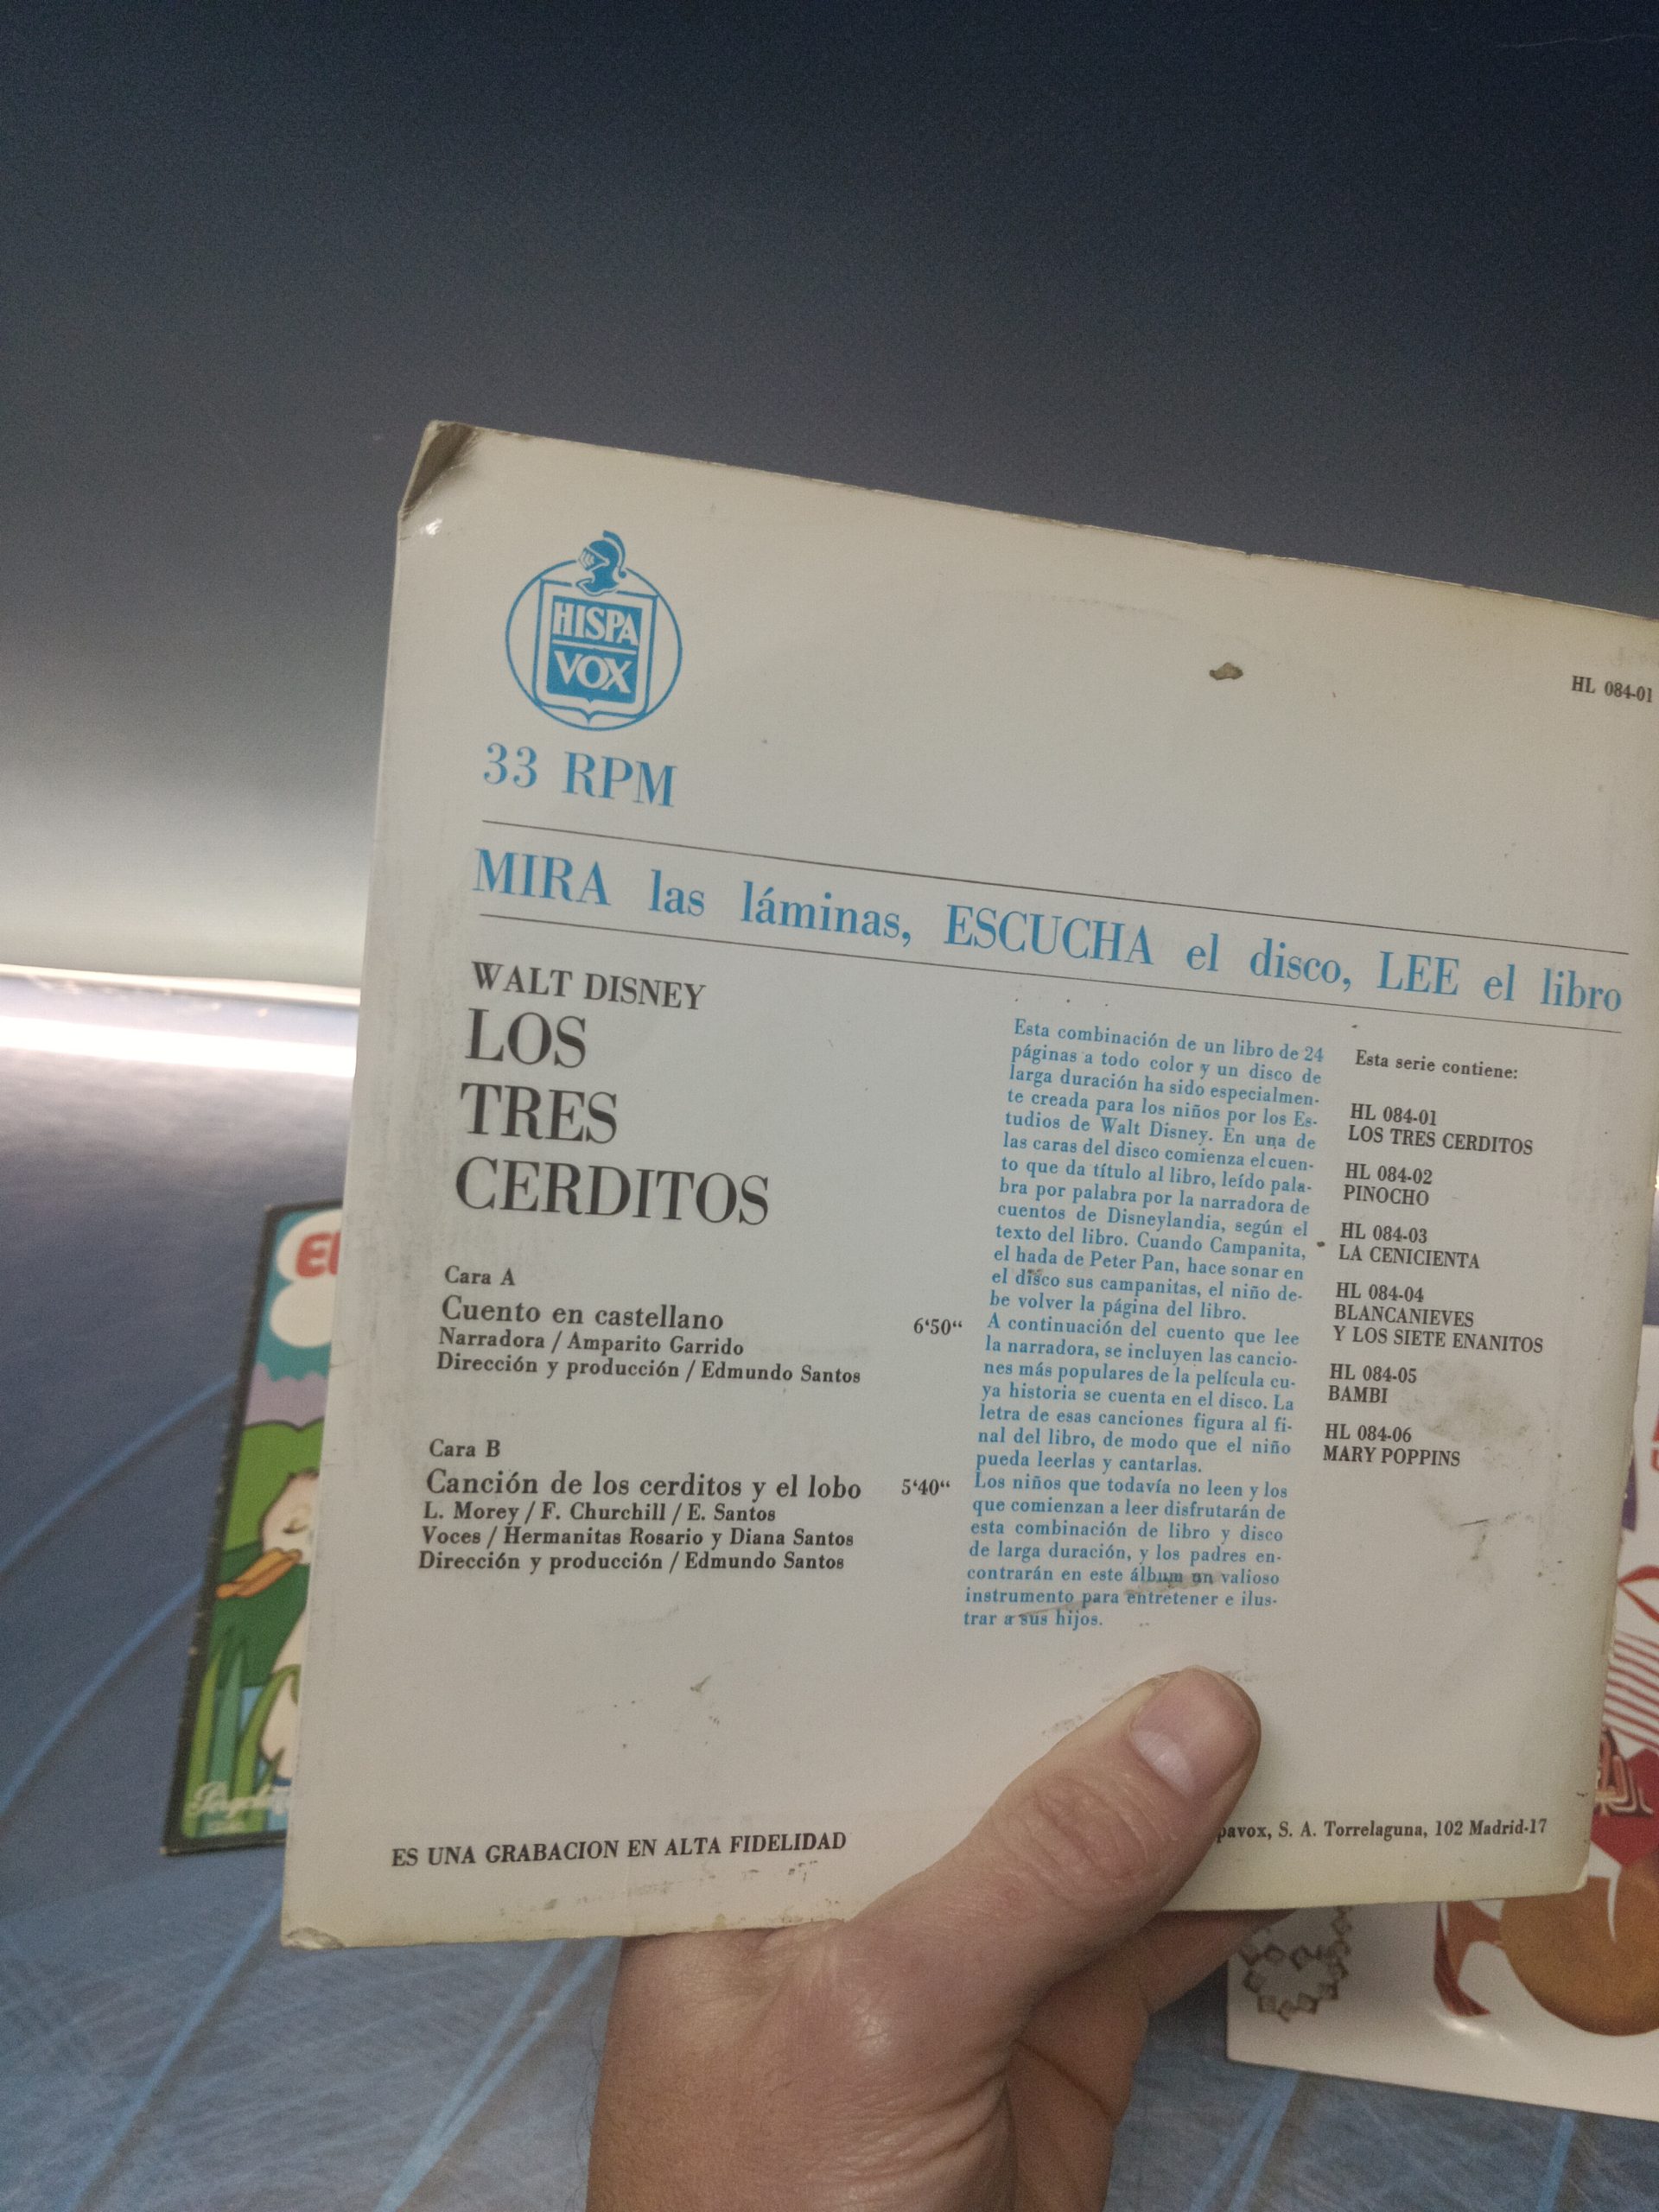 HISPA
VOX
HL 084-01
33 RPM
MIRA las láminas, ESCUCHA el disco, LEE el libro
WALT DISNEY
LOS
TRES
CERDITOS
Cara A
Cuento en castellano 6‘50“
Narradora / Amparito Garrido
Dirección y producción / Edmundo Santos
Cara B
Canción de los cerditos y el lobo 5‘40“
L. Morey / F. Churchill / E. Santos
Voces / Hermanitas Rosario y Diana Santos
Dirección y producción / Edmundo Santos
Esta combinación de un libro de 24
páginas a todo color y un disco de
larga duración ha sido especialmen-
te creada para los niños por los Es-
tudios de Walt Disney. En una de
las caras del disco comienza el cuen-
to que da título al libro, leído pala-
bra por palabra por la narradora de
cuentos de Disneylandia, según el
texto del libro. Cuando Campanita,
el hada de Peter Pan, hace sonar en
el disco sus campanitas, el niño de-
be volver la página del libro.
A continuación del cuento que lee
la narradora, se incluyen las cancio-
nes más populares de la película cu-
ya historia se cuenta en el disco. La
letra de esas canciones figura al fi-
nal del libro, de modo que el niño
pueda leerlas y cantarlas.
Los niños que todavía no leen y los
que comienzan a leer disfrutarán de
esta combinación de libro y disco
de larga duración, y los padres en-
contrarán en este álbum un valioso
instrumento para entretener e ilus-
trar a sus hijos.
Esta serie contiene:
HL 084-01
LOS TRES CERDITOS
HL 084-02
PINOCHO
HL 084-03
LA CENICIENTA
HL 084-04
BLANCANIEVES
Y LOS SIETE ENANITOS
HL 084-05
BAMBI
HL 084-06
MARY POPPINS
ES UNA GRABACION EN ALTA FIDELIDAD
pavox, S. A. Torrelaguna, 102 Madrid-17